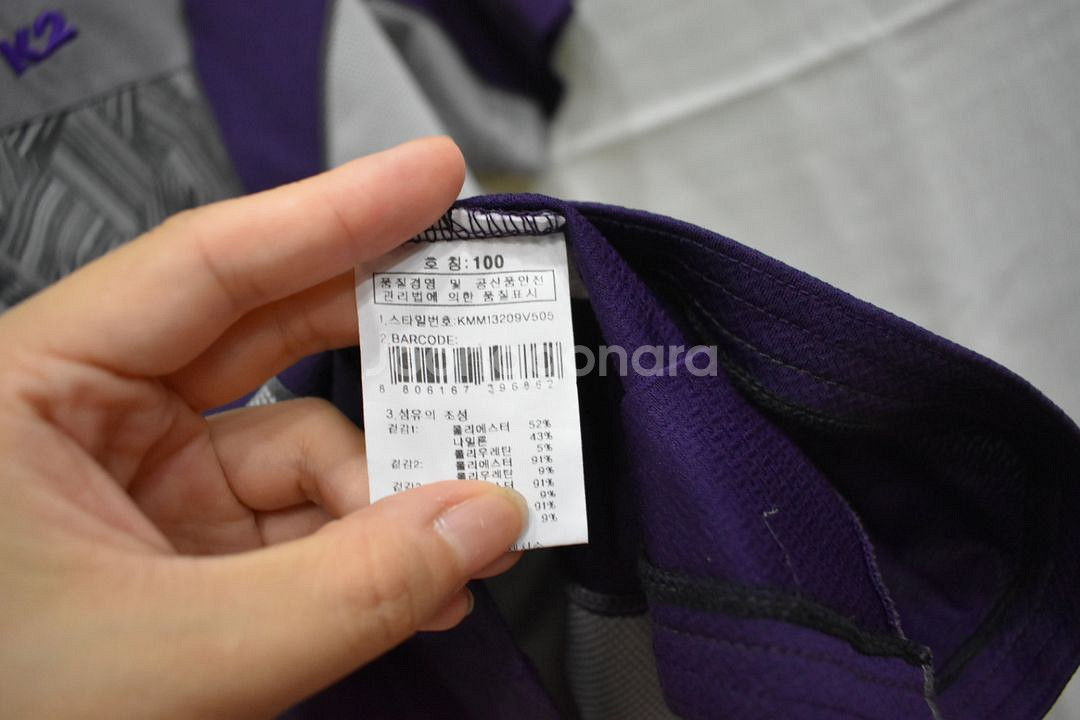 K2
호 칭:100
품질경영 및 공산품안전
관리법에 의한 품질표시
1.스타일번호:KMM13209V505
2.BARCODE:
8 806167 396862
3.섬유의 조성
겉감1: 폴리에스터 52%
나일론 43%
폴리우레탄 5%
겉감2: 폴리에스터 91%
폴리우레탄 9%
91%
9%
91%
9%
onara